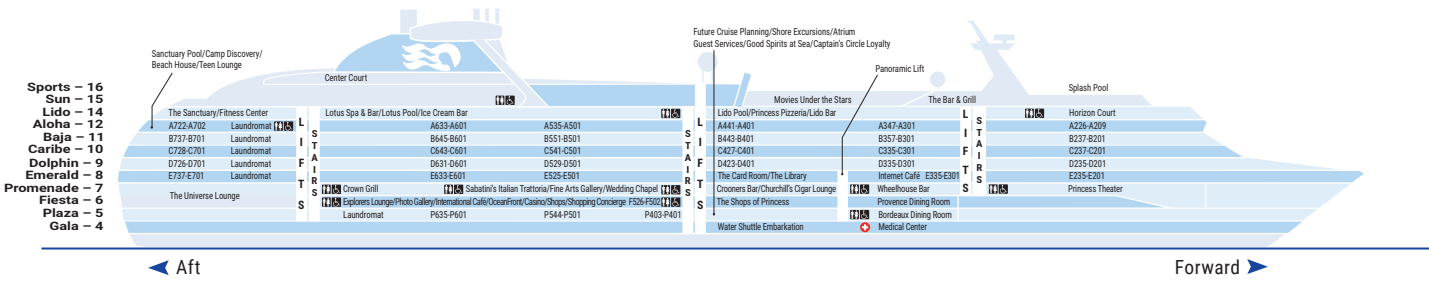 Future Cruise Planning/Shore Excursions/Atrium
Guest Services/Good Spirits at Sea/Captain's Circle Loyalty
Sanctuary Pool/Camp Discovery/
Beach House/Teen Lounge
Panoramic Lift
Center Court
Splash Pool
Sports – 16
Sun – 15 Movies Under the Stars The Bar & Grill
Lido – 14 The Sanctuary/Fitness Center Lotus Spa & Bar/Lotus Pool/Ice Cream Bar Lido Pool/Princess Pizzeria/Lido Bar Horizon Court
Aloha – 12 A722-A702 Laundromat A633-A601 A535-A501 A441-A401 A347-A301 A226-A209
Baja – 11 B737-B701 Laundromat B645-B601 B551-B501 B443-B401 B357-B301 B237-B201
Caribe – 10 C728-C701 Laundromat C643-C601 C541-C501 C427-C401 C335-C301 C237-C201
Dolphin – 9 D726-D701 Laundromat D631-D601 D529-D501 D423-D401 D335-D301 D235-D201
Emerald – 8 E737-E701 Laundromat E633-E601 E525-E501 The Card Room/The Library Internet Café E335-E301 E235-E201
Promenade – 7 The Universe Lounge Crown Grill Sabatini's Italian Trattoria/Fine Arts Gallery/Wedding Chapel Crooners Bar/Churchill's Cigar Lounge Wheelhouse Bar Princess Theater
Fiesta – 6 Explorers Lounge/Photo Gallery/International Café/OceanFront/Casino/Shops/Shopping Concierge F526-F502 The Shops of Princess Provence Dining Room
Plaza – 5 Laundromat P635-P601 P544-P501 P403-P401 Bordeaux Dining Room
Gala – 4 Water Shuttle Embarkation Medical Center
LIFTS
STAIRS
STAIRS
LIFTS
LIFTS
STAIRS
Aft
Forward